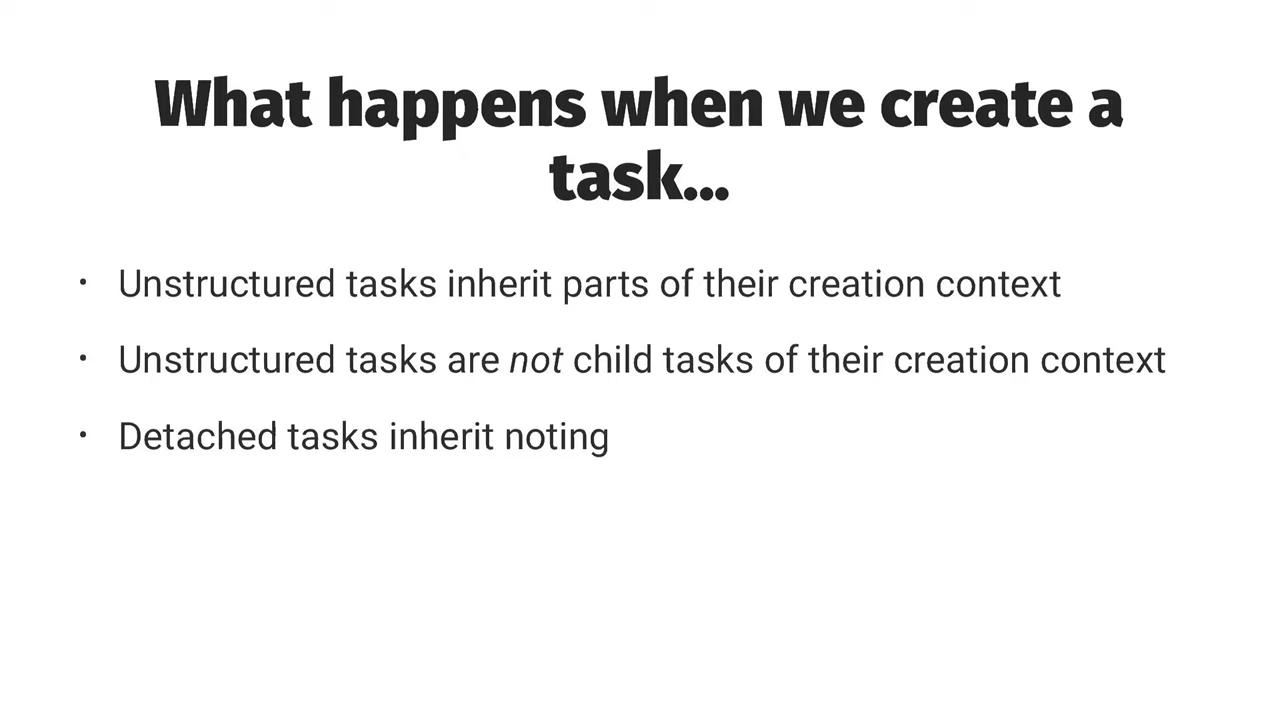 What happens when we create a
task...
• Unstructured tasks inherit parts of their creation context
• Unstructured tasks are not child tasks of their creation context
• Detached tasks inherit noting